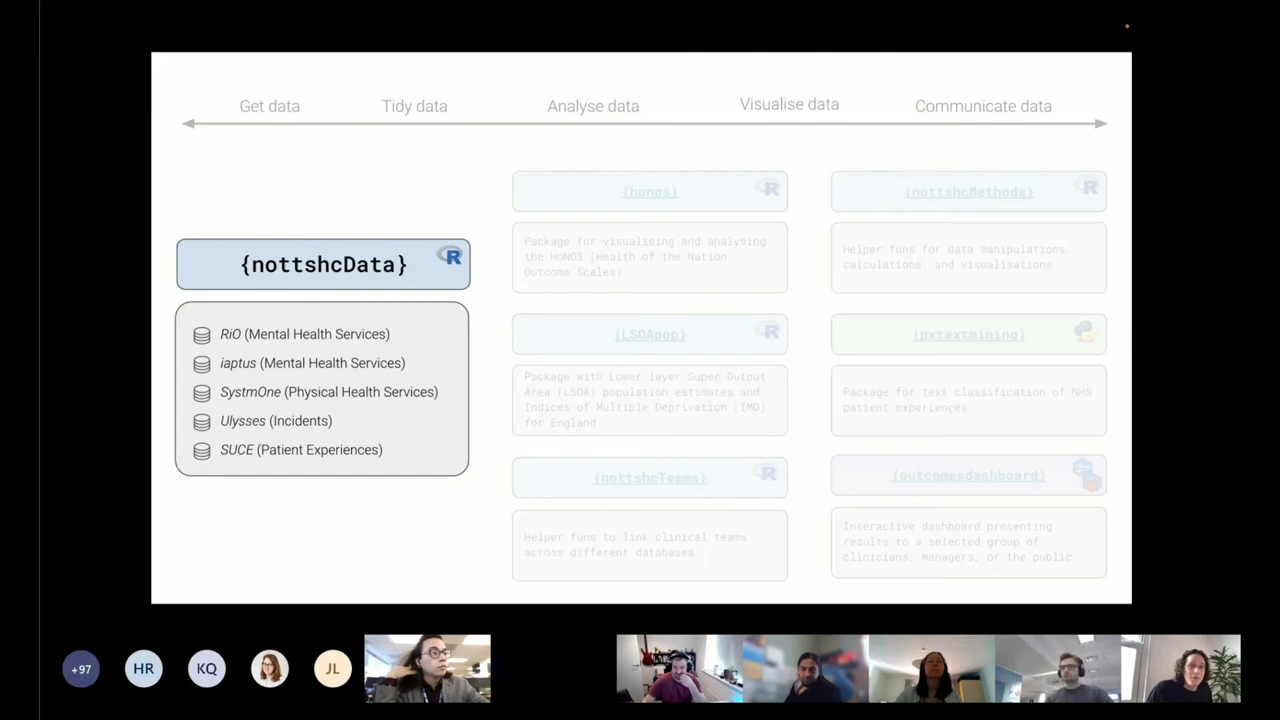 Get data
Tidy data
Analyse data
Visualise data
Communicate data
{nottshcData}
R
RiO (Mental Health Services)
iaptus (Mental Health Services)
SystmOne (Physical Health Services)
Ulysses (Incidents)
SUCE (Patient Experiences)
{honos}
R
Package for visualising and analysing
the HoNOS (Health of the Nation
Outcome Scales)
{LSOApop}
R
Package with Lower layer Super Output
Area (LSOA) population estimates and
Indices of Multiple Deprivation (IMD)
for England
{nottshcTeams}
R
Helper funs to link clinical teams
across different databases
{nottshcMethods}
R
Helper funs for data manipulations,
calculations, and visualisations
{pxtextmining}
Package for text classification of NHS
patient experiences
{outcomesdashboard}
Interactive dashboard presenting
results to a selected group of
clinicians, managers, or the public
+97
HR
KQ
JL